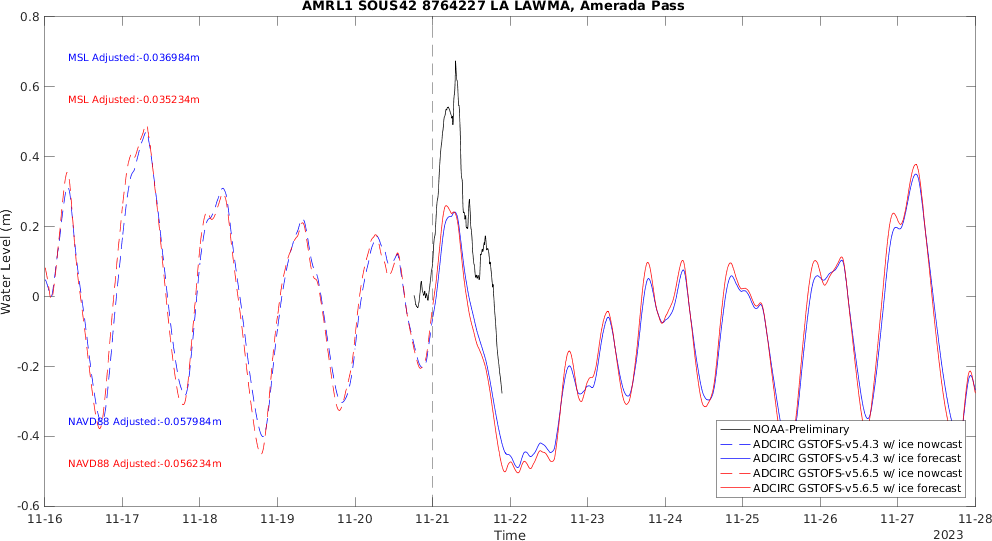 AMRL1 SOUS42 8764227 LA LAWMA, Amerada Pass
0.8
0.6
0.4
0.2
0
-0.2
-0.4
-0.6
Water Level (m)
MSL Adjusted:-0.036984m
MSL Adjusted:-0.035234m
NAVD88 Adjusted:-0.057984m
NAVD88 Adjusted:-0.056234m
NOAA-Preliminary
ADCIRC GSTOFS-v5.4.3 w/ ice nowcast
ADCIRC GSTOFS-v5.4.3 w/ ice forecast
ADCIRC GSTOFS-v5.6.5 w/ ice nowcast
ADCIRC GSTOFS-v5.6.5 w/ ice forecast
11-16 11-17 11-18 11-19 11-20 11-21 11-22 11-23 11-24 11-25 11-26 11-27 11-28
Time
2023